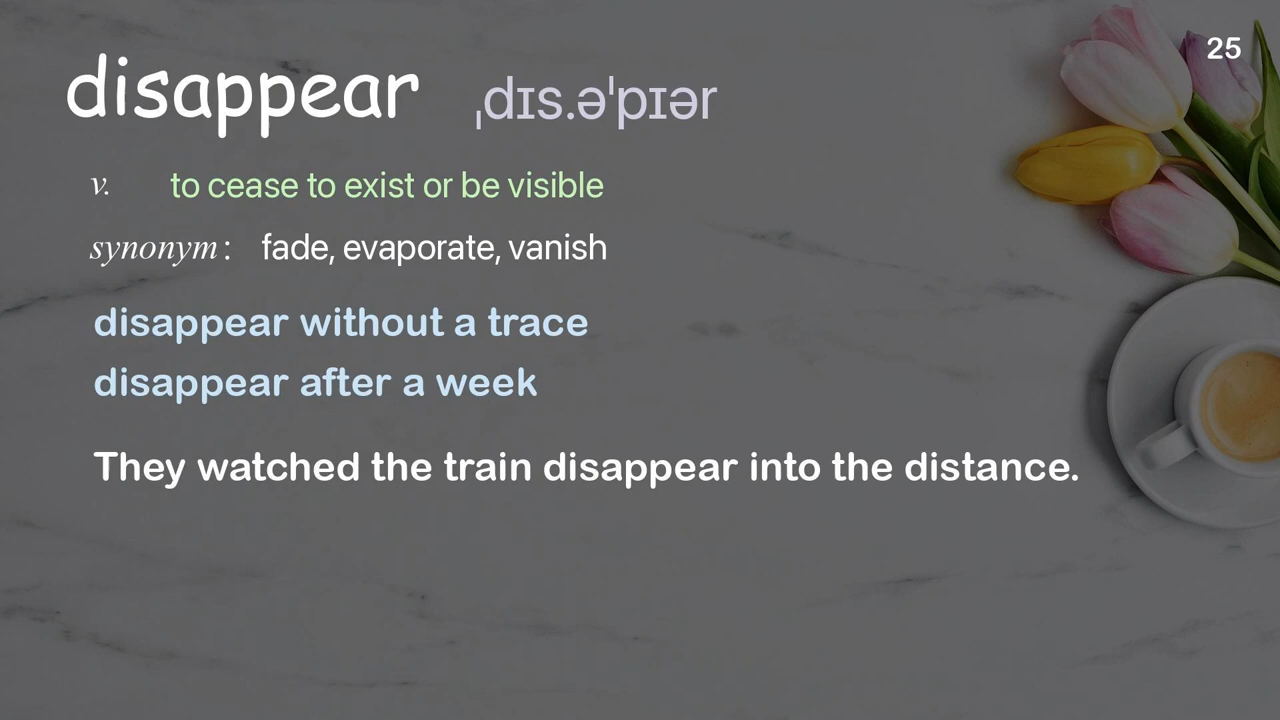 25
disappear ˌdɪs.əˈpɪər
v. to cease to exist or be visible
synonym: fade, evaporate, vanish
disappear without a trace
disappear after a week
They watched the train disappear into the distance.